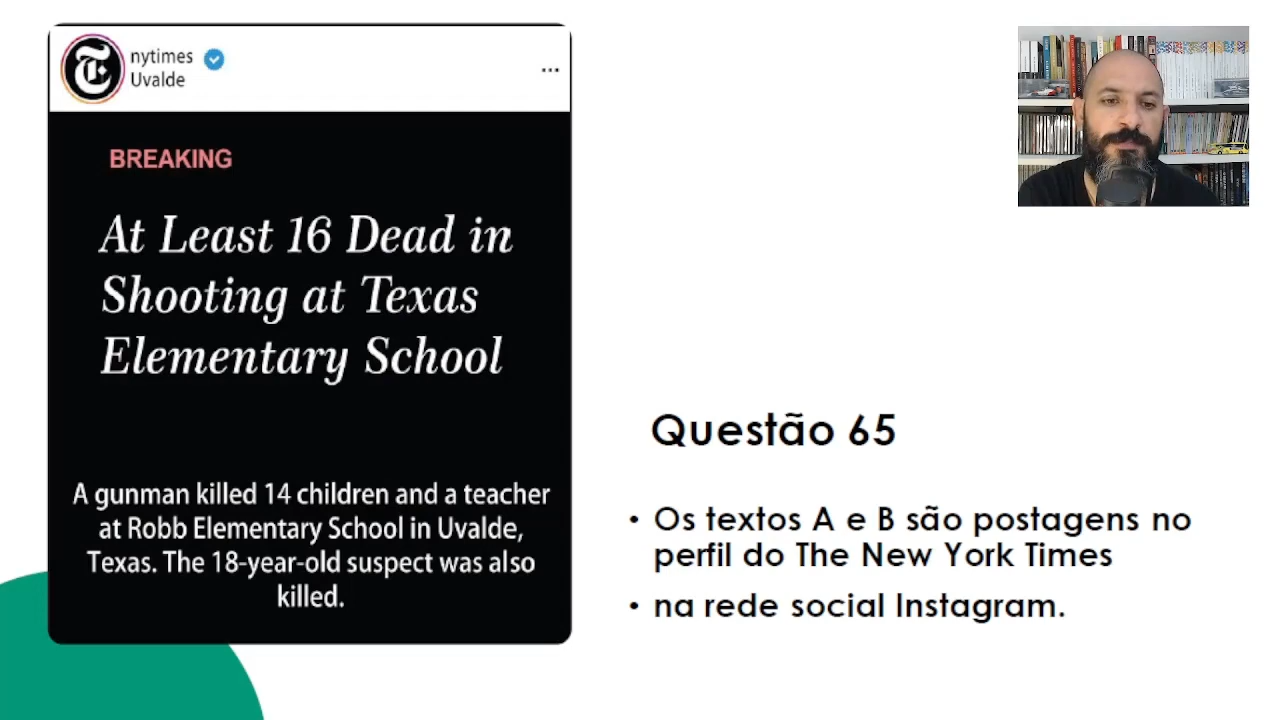 nytimes
Uvalde
...
BREAKING
At Least 16 Dead in
Shooting at Texas
Elementary School
A gunman killed 14 children and a teacher
at Robb Elementary School in Uvalde,
Texas. The 18-year-old suspect was also
killed.
Questão 65
• Os textos A e B são postagens no
perfil do The New York Times
• na rede social Instagram.